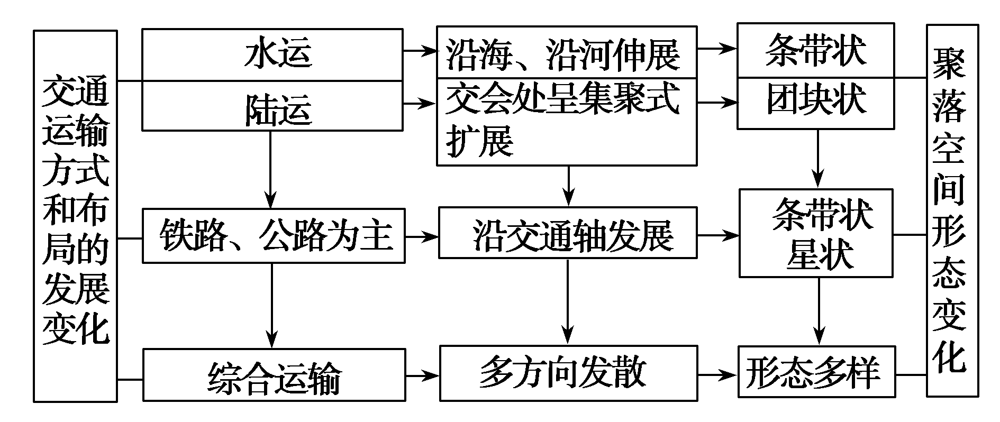 交通
运输
方式
和布
局的
发展
变化
水运
陆运
沿海、沿河伸展
交会处呈集聚式
扩展
条带状
团块状
铁路、公路为主
沿交通轴发展
条带状
星状
综合运输
多方向发散
形态多样
聚
落
空
间
形
态
变
化